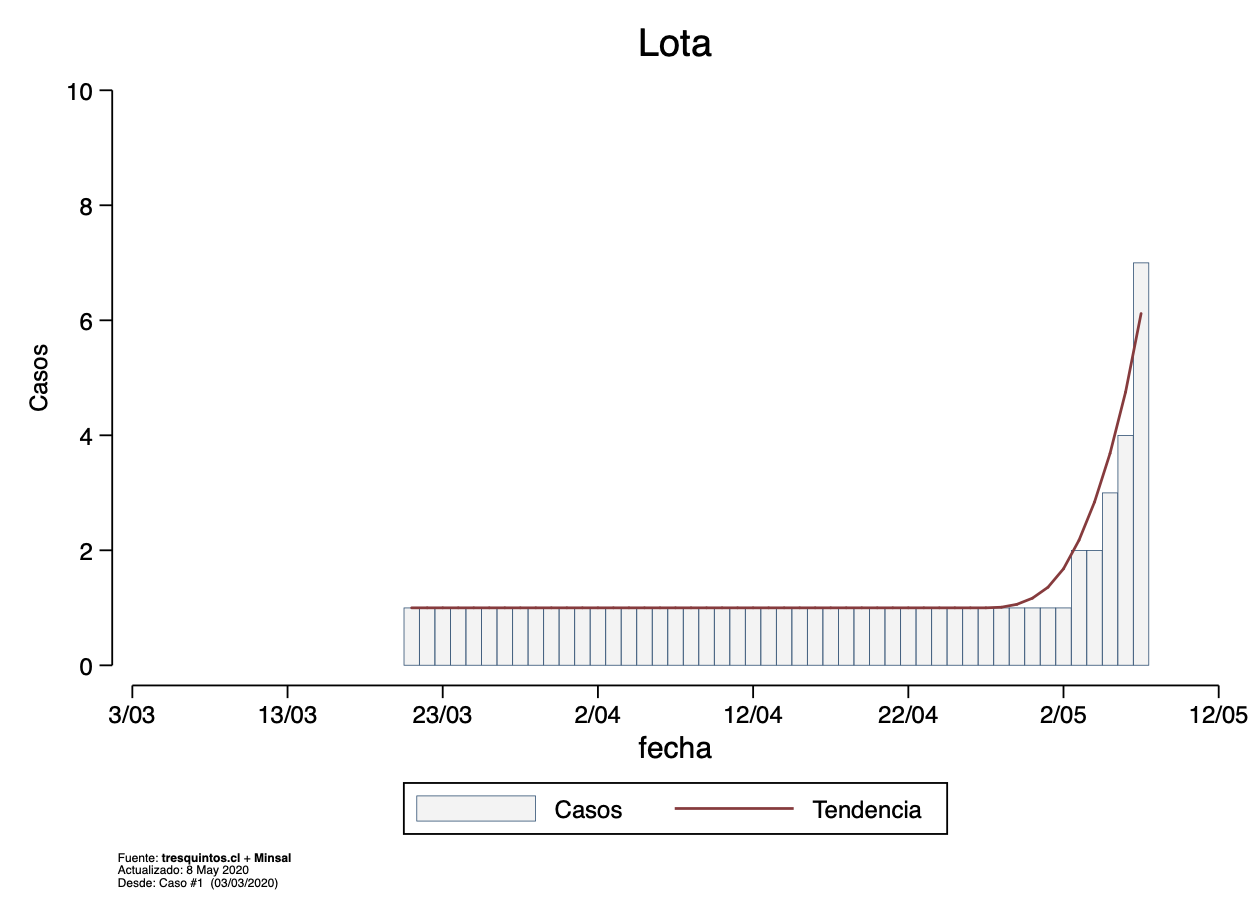 Lota
10
8
6
4
2
0
Casos
3/03 13/03 23/03 2/04 12/04 22/04 2/05 12/05
fecha
Casos Tendencia
Fuente: tresquintos.cl + Minsal
Actualizado: 8 May 2020
Desde: Caso #1 (03/03/2020)